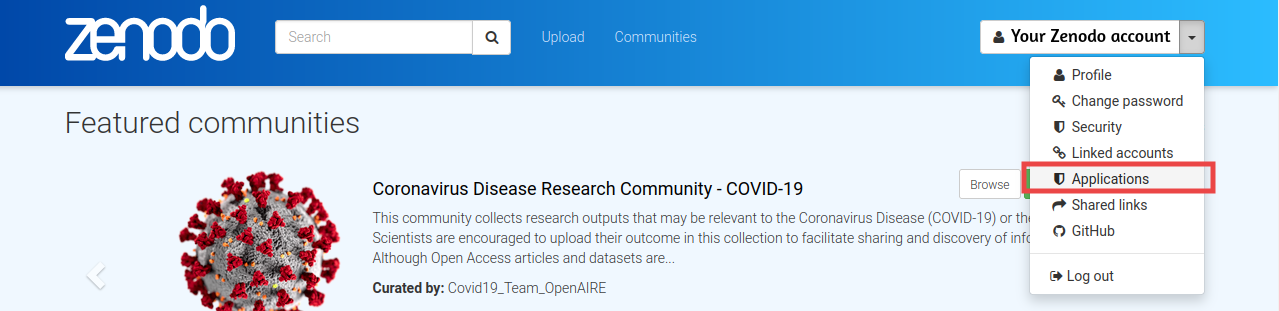 zenodo
Search
Upload
Communities
Your Zenodo account
Profile
Change password
Security
Linked accounts
Applications
Shared links
GitHub
Log out
Featured communities
Coronavirus Disease Research Community - COVID-19
Browse
This community collects research outputs that may be relevant to the Coronavirus Disease (COVID-19) or the
Scientists are encouraged to upload their outcome in this collection to facilitate sharing and discovery of
Although Open Access articles and datasets are...
Curated by: Covid19_Team_OpenAIRE